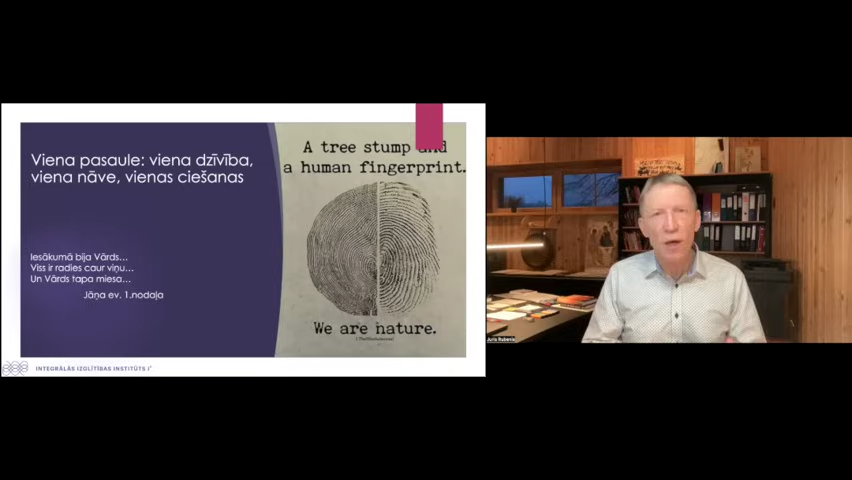 Viena pasaule: viena dzīvība,
viena nāve, vienas ciešanas
Iesākumā bija Vārds...
Viss ir radies caur viņu...
Un Vārds tapa miesa...
Jāņa ev. 1.nodaļa
A tree stump and
a human fingerprint.
We are nature.
INTEGRĀLĀS IZGLĪTĪBAS INSTITŪTS
Juris Rubenis